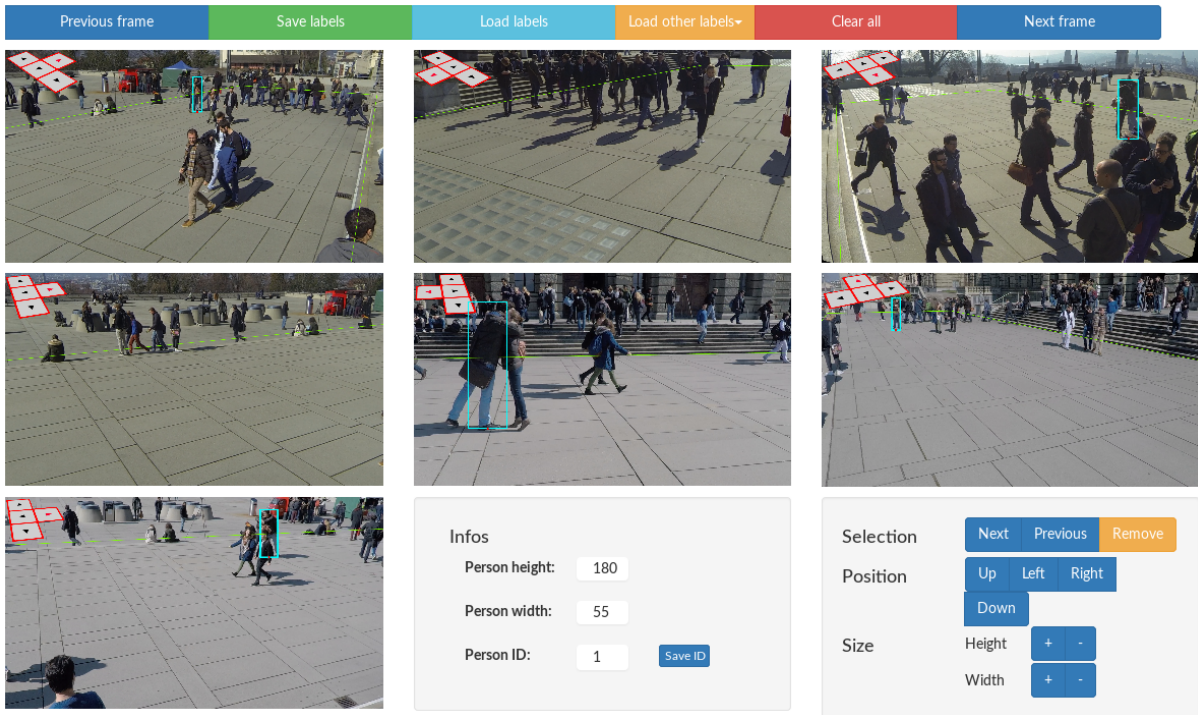 Previous frame
Save labels
Load labels
Load other labels
Clear all
Next frame
Infos
Person height: 180
Person width: 55
Person ID: 1 Save ID
Selection Next Previous Remove
Position Up Left Right
Down
Size Height + -
Width + -